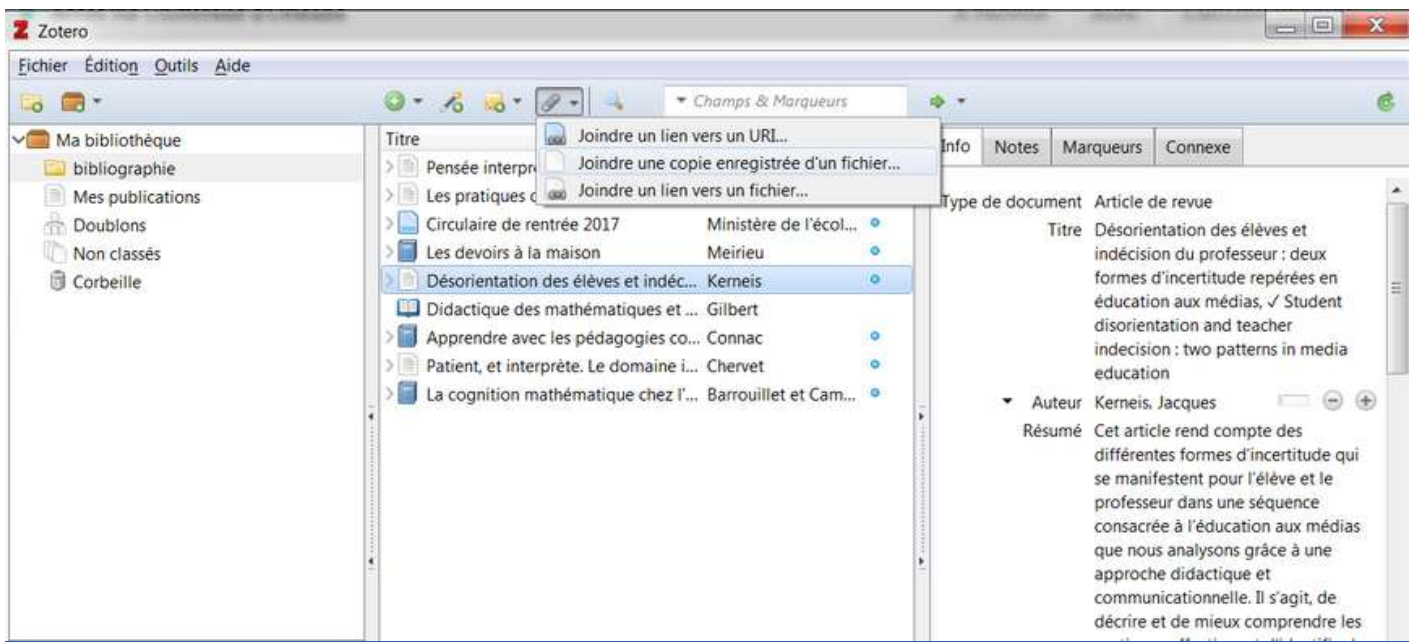 Zotero
Fichier Édition Outils Aide
Champs & Marqueurs
Joindre un lien vers un URI...
Joindre une copie enregistrée d'un fichier...
Joindre un lien vers un fichier...
Ma bibliothèque
bibliographie
Mes publications
Doublons
Non classés
Corbeille
Titre
Pensée interpr
Les pratiques
Circulaire de rentrée 2017 Ministère de l'écol...
Les devoirs à la maison Meirieu
Désorientation des élèves et indéc... Kerneis
Didactique des mathématiques et ... Gilbert
Apprendre avec les pédagogies co... Connac
Patient, et interprète. Le domaine i... Chervet
La cognition mathématique chez l'... Barrouillet et Cam...
Info Notes Marqueurs Connexe
Type de document Article de revue
Titre Désorientation des élèves et
indécision du professeur : deux
formes d'incertitude repérées en
éducation aux médias, ✓ Student
disorientation and teacher
indecision : two patterns in media
education
Auteur Kerneis, Jacques
Résumé Cet article rend compte des
différentes formes d'incertitude qui
se manifestent pour l'élève et le
professeur dans une séquence
consacrée à l'éducation aux médias
que nous analysons grâce à une
approche didactique et
communicationnelle. Il s'agit, de
décrire et de mieux comprendre les